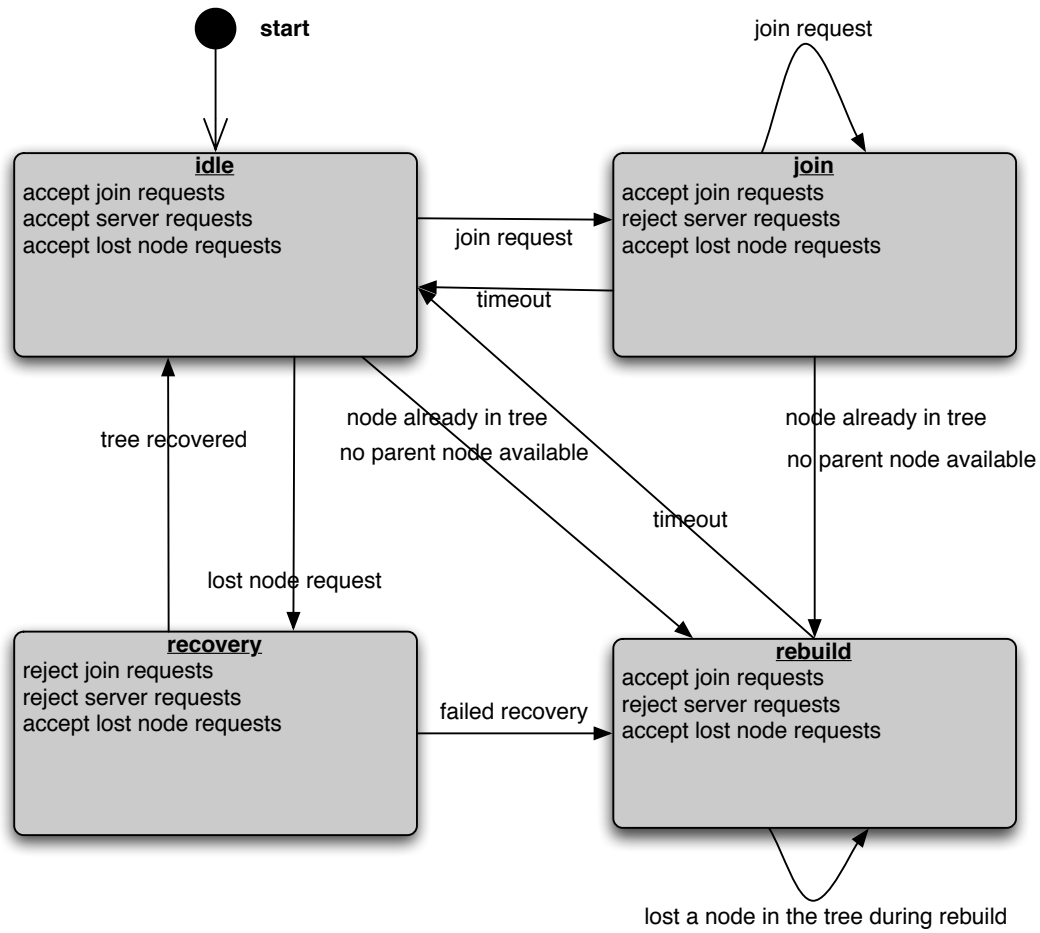 start
join request
idle
accept join requests
accept server requests
accept lost node requests
join
accept join requests
reject server requests
accept lost node requests
join request
timeout
node already in tree
no parent node available
node already in tree
no parent node available
tree recovered
timeout
lost node request
recovery
reject join requests
reject server requests
accept lost node requests
failed recovery
rebuild
accept join requests
reject server requests
accept lost node requests
lost a node in the tree during rebuild